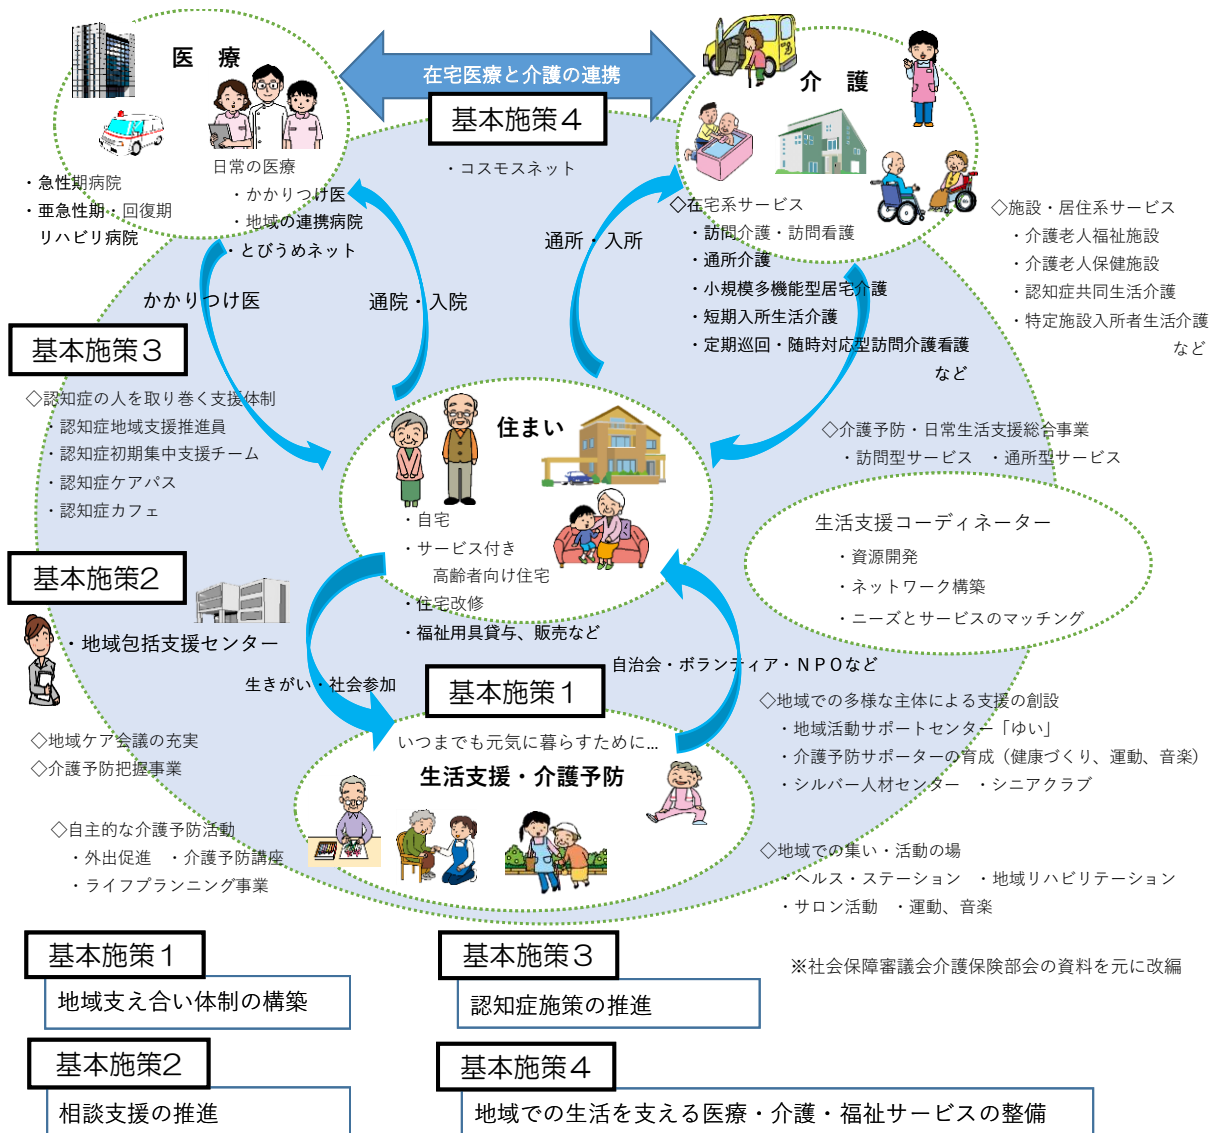 医　療
在宅医療と介護の連携
介　護
基本施策４
・コスモスネット
日常の医療
・かかりつけ医
・地域の連携病院
・とびうめネット
・急性期病院
・亜急性期・回復期
リハビリ病院
◇在宅系サービス
・訪問介護・訪問看護
・通所介護
・小規模多機能型居宅介護
・短期入所生活介護
・定期巡回・随時対応型訪問介護看護
など
◇施設・居住系サービス
・介護老人福祉施設
・介護老人保健施設
・認知症共同生活介護
・特定施設入所者生活介護
など
かかりつけ医
通院・入院
通所・入所
基本施策３
◇認知症の人を取り巻く支援体制
・認知症地域支援推進員
・認知症初期集中支援チーム
・認知症ケアパス
・認知症カフェ
住まい
・自宅
・サービス付き
高齢者向け住宅
・住宅改修
・福祉用具貸与、販売など
◇介護予防・日常生活支援総合事業
・訪問型サービス　・通所型サービス
生活支援コーディネーター
・資源開発
・ネットワーク構築
・ニーズとサービスのマッチング
基本施策２
・地域包括支援センター
生きがい・社会参加
自治会・ボランティア・ＮＰＯなど
◇地域ケア会議の充実
◇介護予防把握事業
◇自主的な介護予防活動
・外出促進　・介護予防講座
・ライフプランニング事業
基本施策１
いつまでも元気に暮らすために…
生活支援・介護予防
◇地域での多様な主体による支援の創設
・地域活動サポートセンター「ゆい」
・介護予防サポーターの育成（健康づくり、運動、音楽）
・シルバー人材センター　・シニアクラブ
◇地域での集い・活動の場
・ヘルス・ステーション　・地域リハビリテーション
・サロン活動　・運動、音楽
※社会保障審議会介護保険部会の資料を元に改編
基本施策１
地域支え合い体制の構築
基本施策３
認知症施策の推進
基本施策２
相談支援の推進
基本施策４
地域での生活を支える医療・介護・福祉サービスの整備